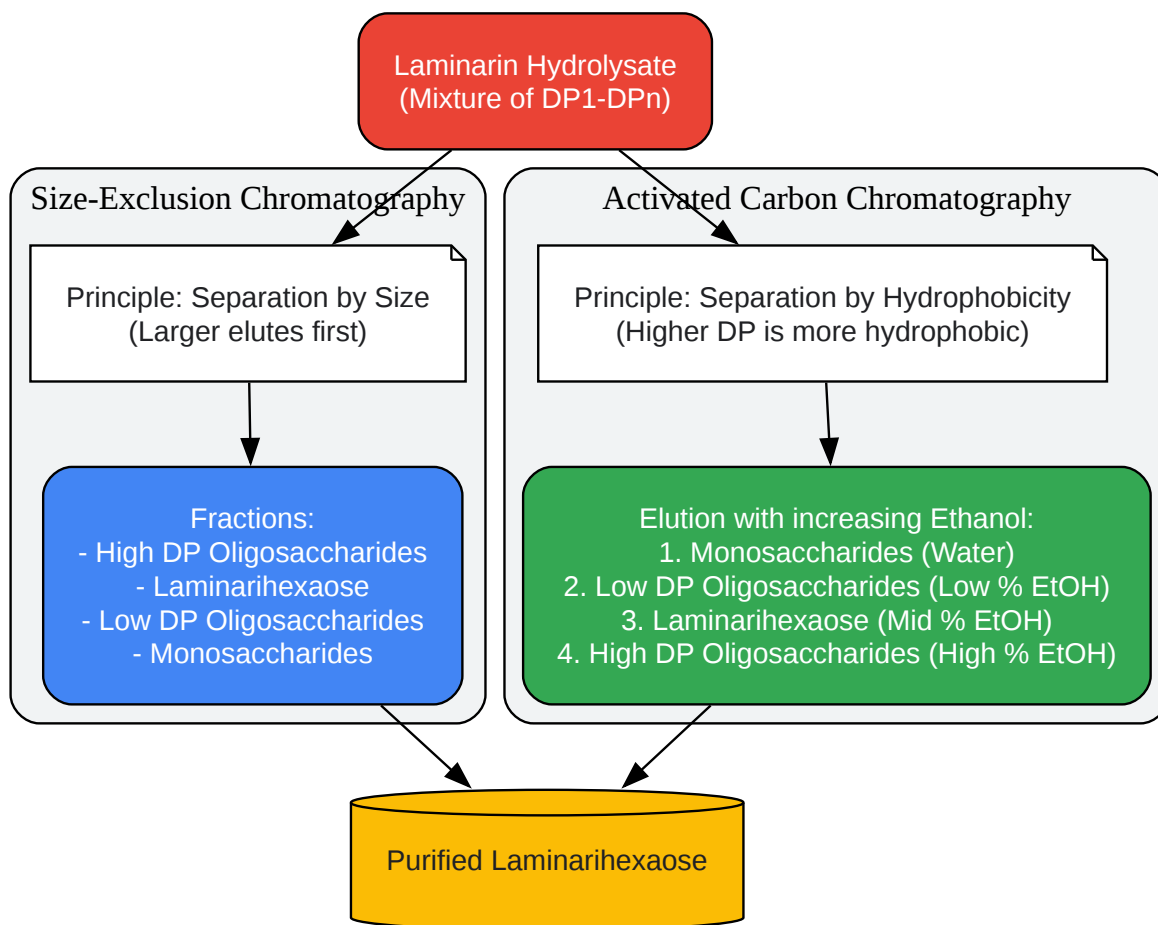 Laminarin Hydrolysate
(Mixture of DP1-DPn)
Size-Exclusion Chromatography
Principle: Separation by Size
(Larger elutes first)
Fractions:
- High DP Oligosaccharides
- Laminarihexaose
- Low DP Oligosaccharides
- Monosaccharides
Activated Carbon Chromatography
Principle: Separation by Hydrophobicity
(Higher DP is more hydrophobic)
Elution with increasing Ethanol:
1. Monosaccharides (Water)
2. Low DP Oligosaccharides (Low % EtOH)
3. Laminarihexaose (Mid % EtOH)
4. High DP Oligosaccharides (High % EtOH)
Purified Laminarihexaose